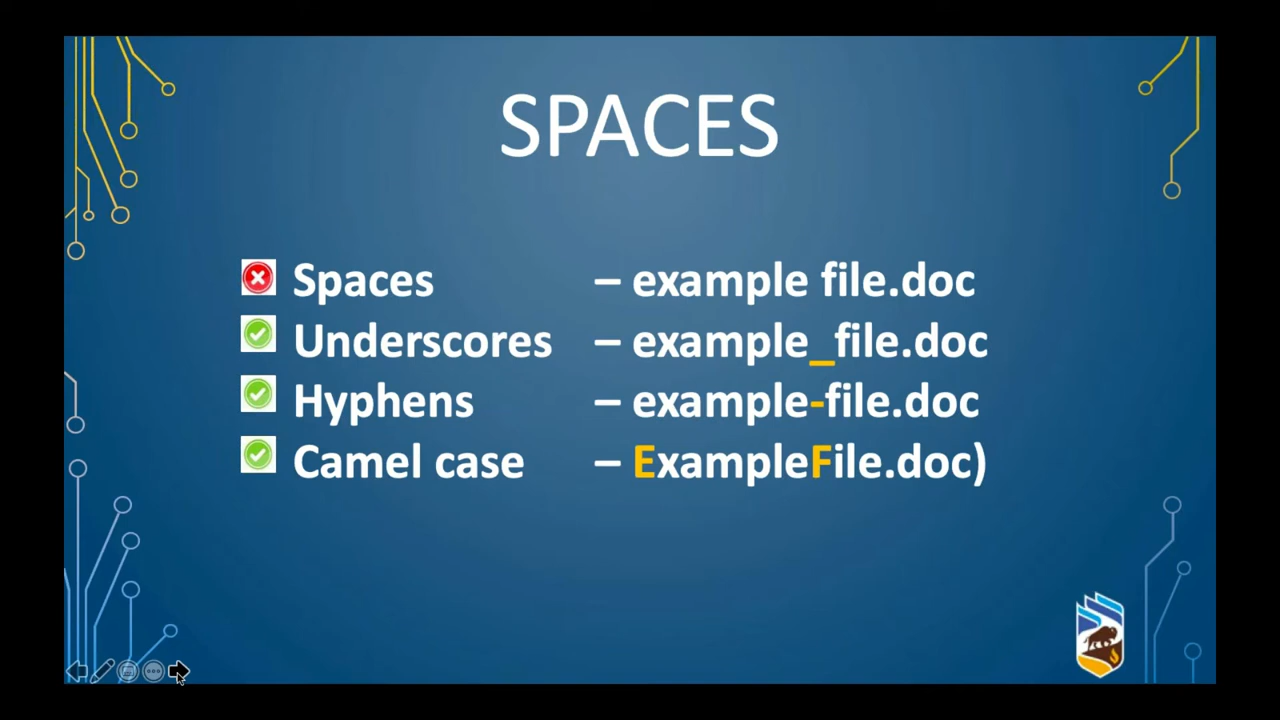 SPACES
Spaces – example file.doc
Underscores – example_file.doc
Hyphens – example-file.doc
Camel case – ExampleFile.doc)